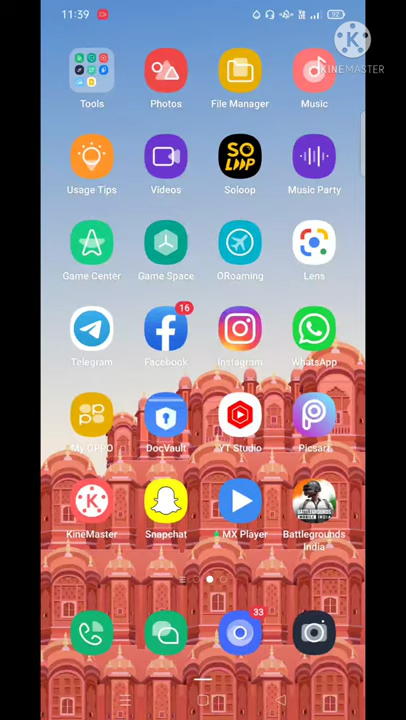 11:39
92
KINEMASTER
Tools
Photos
File Manager
Music
Usage Tips
Videos
SO LOOP
Soloop
Music Party
Game Center
Game Space
ORoaming
Lens
16
Telegram
Facebook
Instagram
WhatsApp
My OPPO
DocVault
YT Studio
Picsart
KineMaster
Snapchat
MX Player
Battlegrounds
India
33